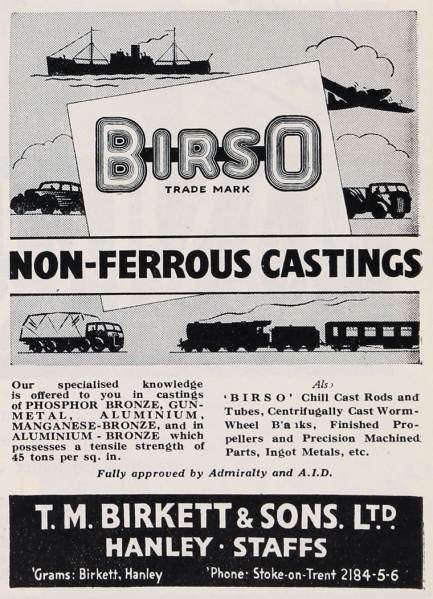 BIRSO
TRADE MARK
NON-FERROUS CASTINGS
Our specialised knowledge
is offered to you in castings
of PHOSPHOR BRONZE, GUN-
METAL, ALUMINIUM,
MANGANESE-BRONZE, and in
ALUMINIUM - BRONZE which
possesses a tensile strength of
45 tons per sq. in.
Also
'BIRSO' Chill Cast Rods and
Tubes, Centrifugally Cast Worm-
Wheel Blanks, Finished Pro-
pellers and Precision Machined
Parts, Ingot Metals, etc.
Fully approved by Admiralty and A.I.D.
T. M. BIRKETT & SONS. LTD.
HANLEY · STAFFS
'Grams: Birkett, Hanley 'Phone: Stoke-on-Trent 2184-5-6